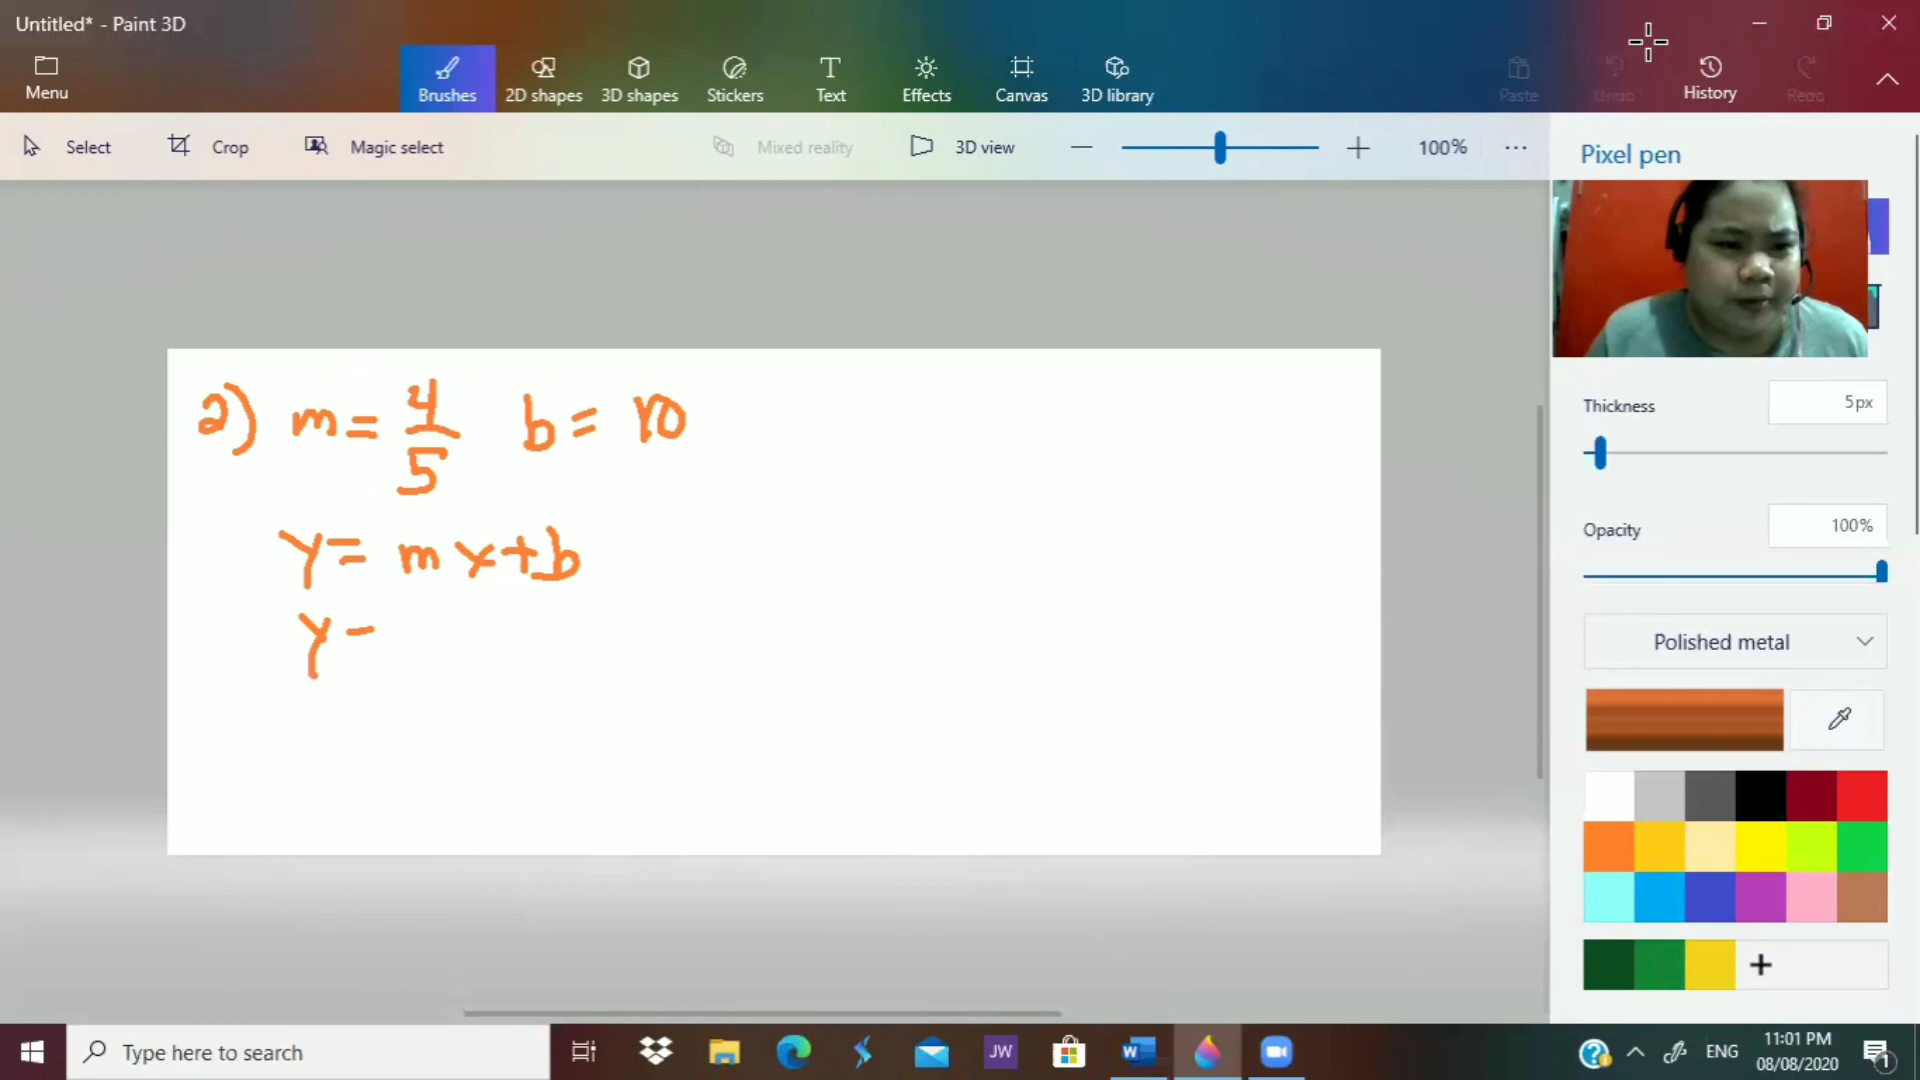 Untitled* - Paint 3D
Menu
Brushes
2D shapes
3D shapes
Stickers
Text
Effects
Canvas
3D library
Paste
Undo
History
Redo
Select
Crop
Magic select
Mixed reality
3D view
100%
Pixel pen
Thickness
5px
Opacity
100%
Polished metal
2) m = 4/5 b = 10
y = mx+b
y -
Type here to search
JW
ENG
11:01 PM
08/08/2020
1